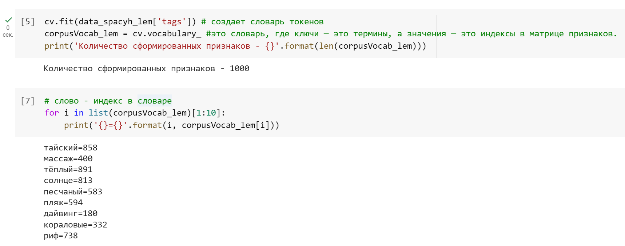 [5] cv.fit(data_spacyh_lem['tags']) # создает словарь токенов
0 сек.
corpusVocab_lem = cv.vocabulary_ #это словарь, где ключи — это термины, а значения — это индексы в матрице признаков.
print('Количество сформированных признаков - {}'.format(len(corpusVocab_lem)))
Количество сформированных признаков - 1000
[7] # слово - индекс в словаре
for i in list(corpusVocab_lem)[1:10]:
print('{}={}'.format(i, corpusVocab_lem[i]))
тайский=858
массаж=400
тёплый=891
солнце=813
песчаный=583
пляж=594
дайвинг=180
кораловые=332
риф=738